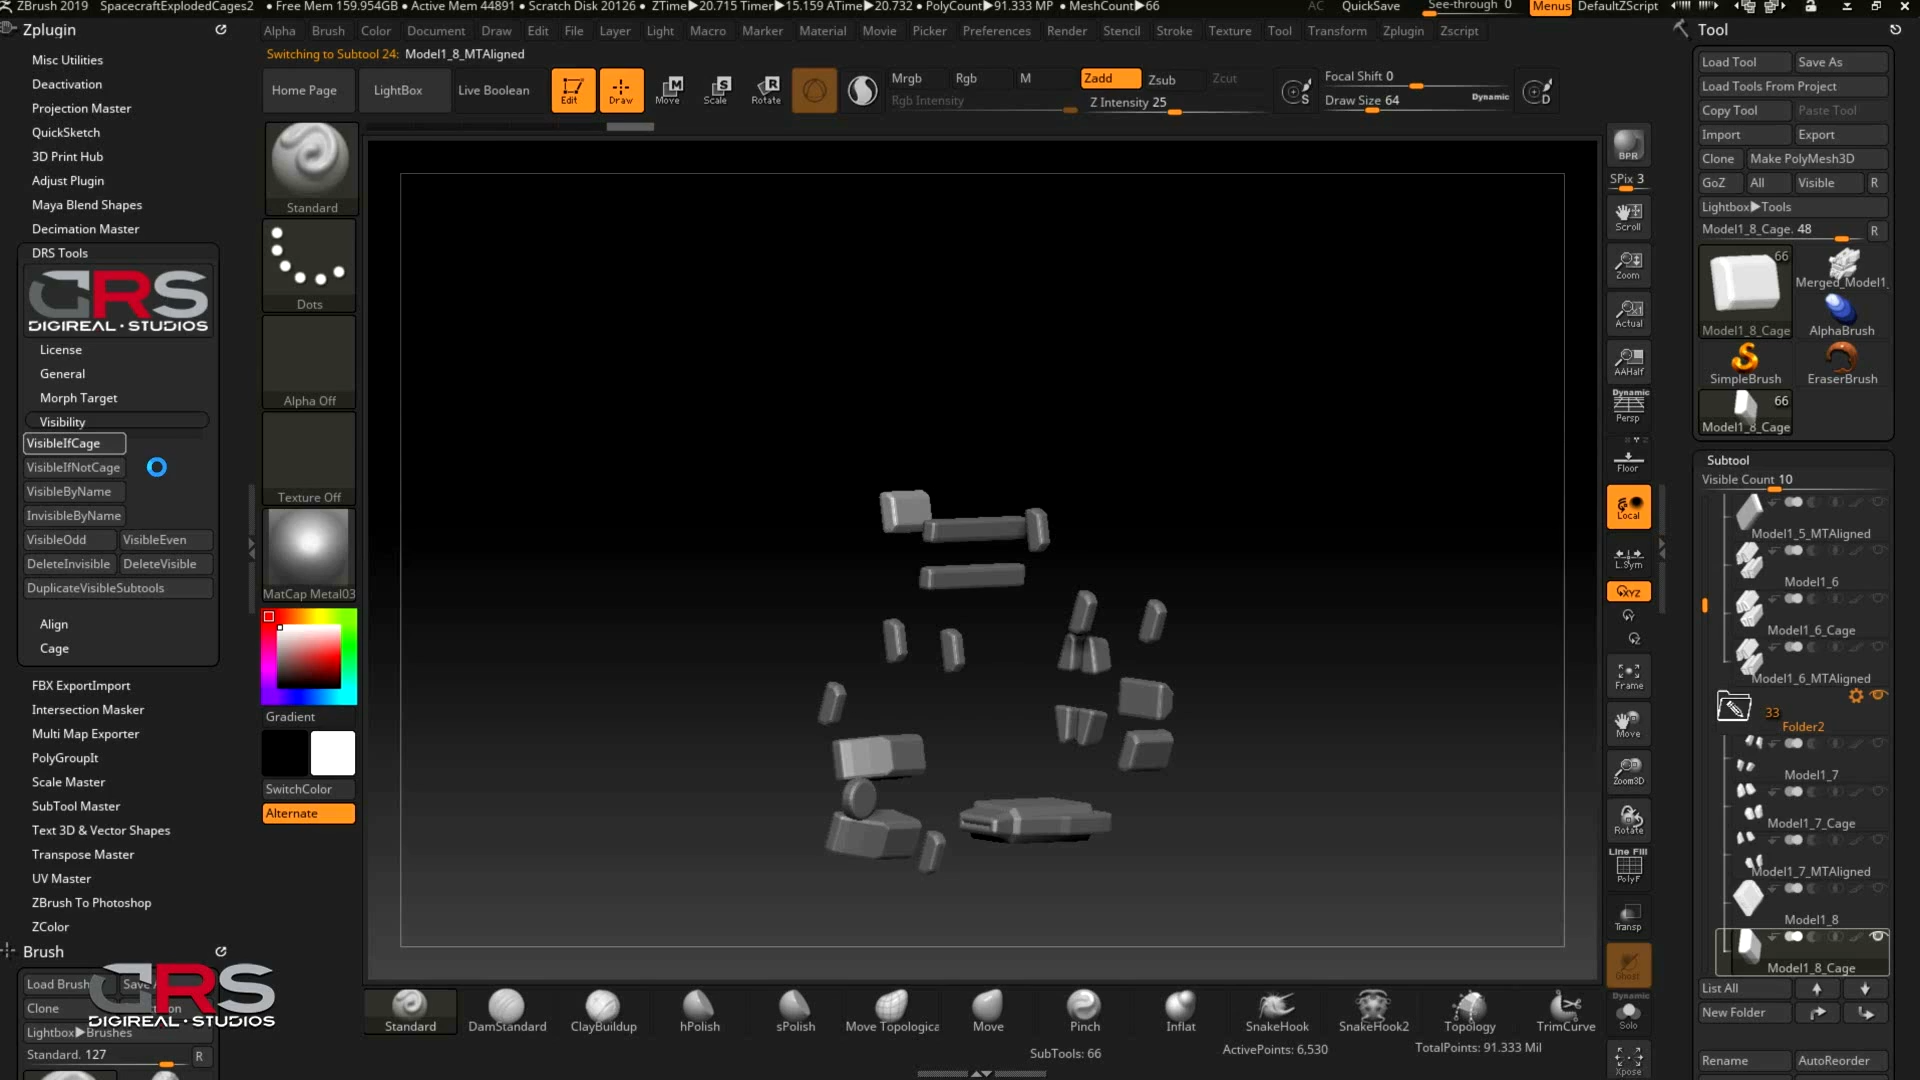 ZBrush 2019 SpacecraftExplodedCages2 • Free Mem 159.954GB • Active Mem 44891 • Scratch Disk 20126 • ZTime▶20.715 Timer▶15.159 ATime▶20.732 • PolyCount▶91.333 MP • MeshCount▶66 AC QuickSave See-through 0 Menus DefaultZScript
Zplugin
Alpha Brush Color Document Draw Edit File Layer Light Macro Marker Material Movie Picker Preferences Render Stencil Stroke Texture Tool Transform Zplugin Zscript
Switching to Subtool 24: Model1_8_MTAligned
Home Page LightBox Live Boolean
Edit Draw Move Scale Rotate
Mrgb Rgb M Zadd Zsub Zcut
Rgb Intensity Z Intensity 25
Focal Shift 0
Draw Size 64 Dynamic
Misc Utilities
Deactivation
Projection Master
QuickSketch
3D Print Hub
Adjust Plugin
Maya Blend Shapes
Decimation Master
DRS Tools
DRS
DIGIREAL·STUDIOS
License
General
Morph Target
Visibility
VisibleIfCage
VisibleIfNotCage
VisibleByName
InvisibleByName
VisibleOdd VisibleEven
DeleteInvisible DeleteVisible
DuplicateVisibleSubtools
Align
Cage
FBX ExportImport
Intersection Masker
Multi Map Exporter
PolyGroupIt
Scale Master
SubTool Master
Text 3D & Vector Shapes
Transpose Master
UV Master
ZBrush To Photoshop
ZColor
Brush
Load Brush
Clone
Lightbox▶Brushes
Standard. 127 R
DRS
DIGIREAL·STUDIOS
Standard
Dots
Alpha Off
Texture Off
MatCap Metal03
Gradient
SwitchColor
Alternate
BPR
SPix 3
Scroll
Zoom
Actual
AAHalf
Dynamic
Persp
Floor
Local
L.Sym
XYZ
Frame
Move
Zoom3D
Rotate
Line Fill
PolyF
Transp
Ghost
Dynamic
Solo
Xpose
Tool
Load Tool Save As
Load Tools From Project
Copy Tool Paste Tool
Import Export
Clone Make PolyMesh3D
GoZ All Visible R
Lightbox▶Tools
Model1_8_Cage. 48 R
66
Model1_8_Cage
Merged_Model1_
AlphaBrush
SimpleBrush EraserBrush
66
Model1_8_Cage
Subtool
Visible Count 10
Model1_5_MTAligned
Model1_6
Model1_6_Cage
Model1_6_MTAligned
33
Folder2
Model1_7
Model1_7_Cage
Model1_7_MTAligned
Model1_8
Model1_8_Cage
List All
New Folder
Rename AutoReorder
Standard DamStandard ClayBuildup hPolish sPolish Move Topologica Move Pinch Inflat SnakeHook SnakeHook2 Topology TrimCurve
SubTools: 66 ActivePoints: 6,530 TotalPoints: 91.333 Mil